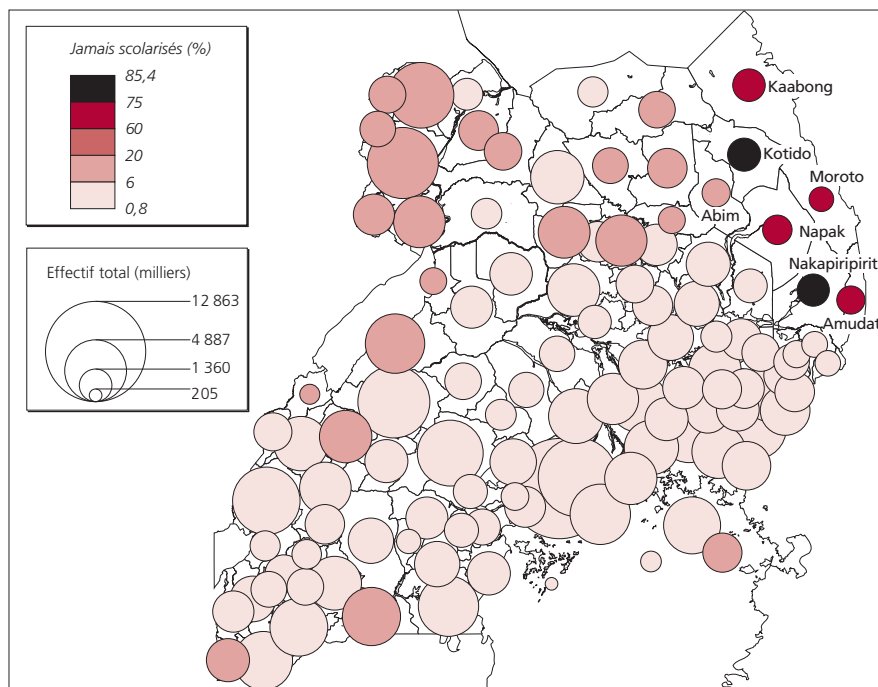 Jamais scolarisés (%)
85,4
75
60
20
6
0,8
Effectif total (milliers)
12 863
4 887
1 360
205
Kaabong
Kotido
Moroto
Abim
Napak
Nakapiripirit
Amudat